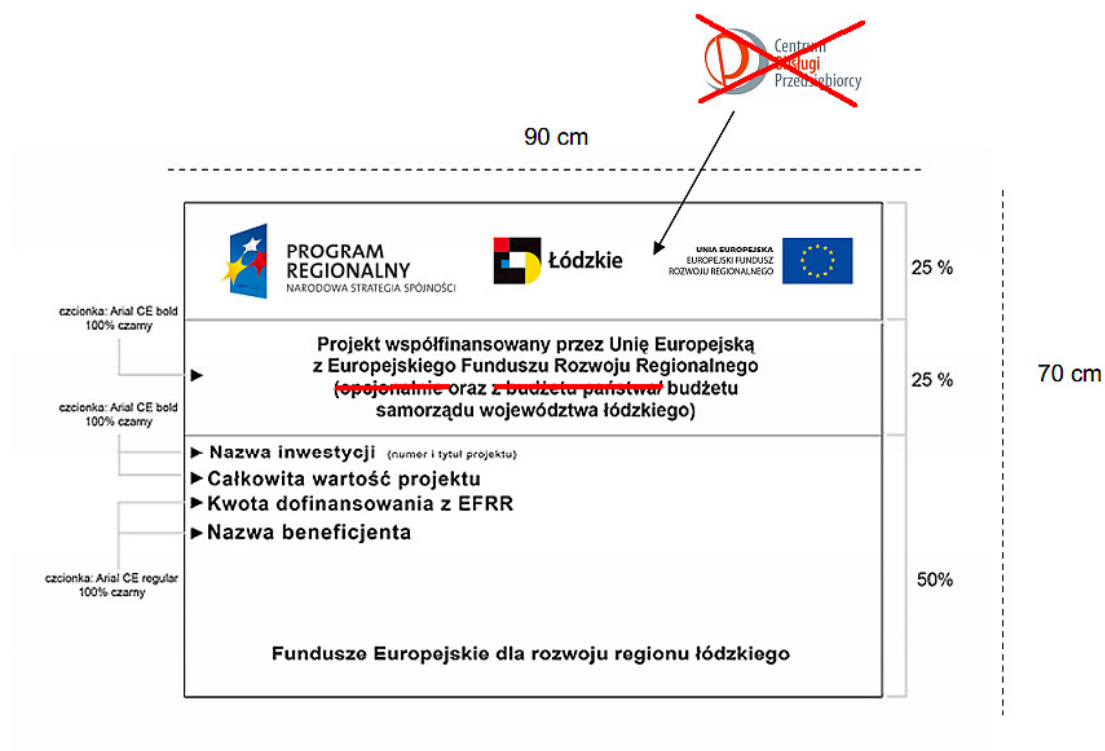 Centrum
Obsługi
Przedsiębiorcy
90 cm
PROGRAM
REGIONALNY
NARODOWA STRATEGIA SPÓJNOŚCI
Łódzkie
UNIA EUROPEJSKA
EUROPEJSKI FUNDUSZ
ROZWOJU REGIONALNEGO
25 %
czcionka: Arial CE bold
100% czarny
Projekt współfinansowany przez Unię Europejską
z Europejskiego Funduszu Rozwoju Regionalnego
(opcjonalnie oraz z budżetu państwa/ budżetu
samorządu województwa łódzkiego)
25 %
70 cm
czcionka: Arial CE bold
100% czarny
Nazwa inwestycji (numer i tytuł projektu)
Całkowita wartość projektu
Kwota dofinansowania z EFRR
Nazwa beneficjenta
czcionka: Arial CE regular
100% czarny
50%
Fundusze Europejskie dla rozwoju regionu łódzkiego